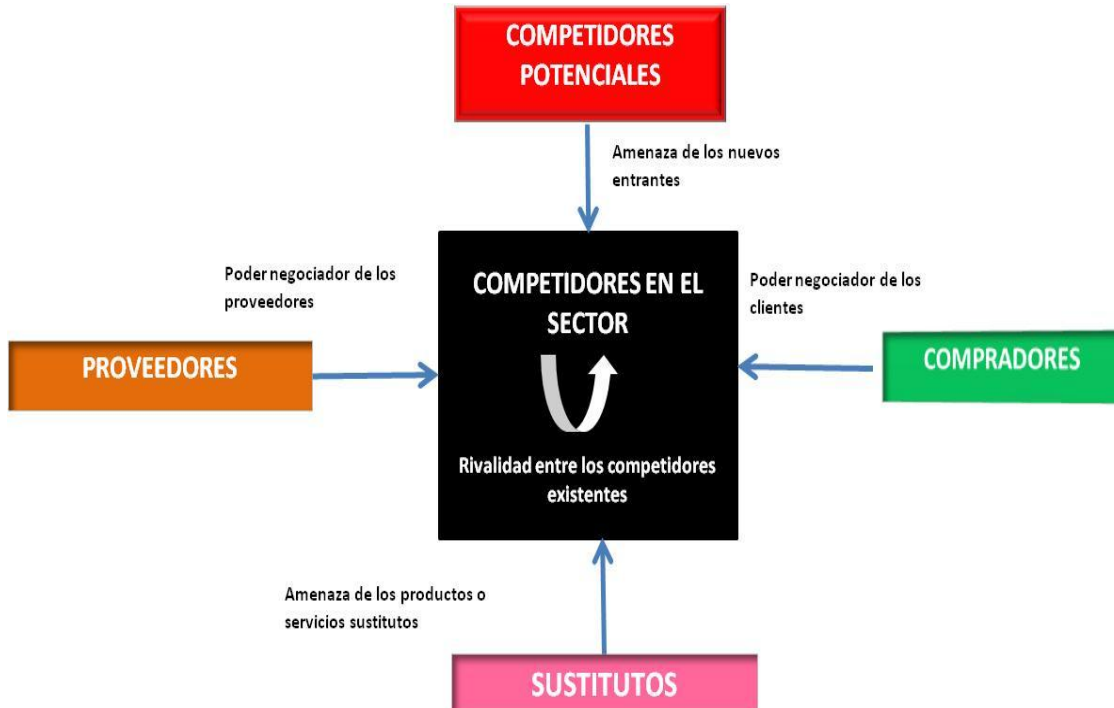 COMPETIDORES
POTENCIALES
Amenaza de los nuevos
entrantes
Poder negociador de los
proveedores
COMPETIDORES EN EL
SECTOR
Poder negociador de los
clientes
PROVEEDORES
COMPRADORES
Rivalidad entre los competidores
existentes
Amenaza de los productos o
servicios sustitutos
SUSTITUTOS